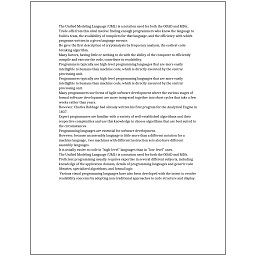 The Unified Modeling Language (UML) is a notation used for both the OOAD and MDA.
Trade-offs from this ideal involve finding enough programmers who know the language to
build a team, the availability of compilers for that language, and the efficiency with which
programs written in a given language execute.
He gave the first description of cryptanalysis by frequency analysis, the earliest code-
breaking algorithm.
Many factors, having little or nothing to do with the ability of the computer to efficiently
compile and execute the code, contribute to readability.
Programmers typically use high-level programming languages that are more easily
intelligible to humans than machine code, which is directly executed by the central
processing unit.
Programmers typically use high-level programming languages that are more easily
intelligible to humans than machine code, which is directly executed by the central
processing unit.
Many programmers use forms of Agile software development where the various stages of
formal software development are more integrated together into short cycles that take a few
weeks rather than years.
However, Charles Babbage had already written his first program for the Analytical Engine in
1837.
Expert programmers are familiar with a variety of well-established algorithms and their
respective complexities and use this knowledge to choose algorithms that are best suited to
the circumstances.
Programming languages are essential for software development.
However, because an assembly language is little more than a different notation for a
machine language, two machines with different instruction sets also have different
assembly languages.
It is usually easier to code in "high-level" languages than in "low-level" ones.
The Unified Modeling Language (UML) is a notation used for both the OOAD and MDA.
Proficient programming usually requires expertise in several different subjects, including
knowledge of the application domain, details of programming languages and generic code
libraries, specialized algorithms, and formal logic.
Various visual programming languages have also been developed with the intent to resolve
readability concerns by adopting non-traditional approaches to code structure and display.